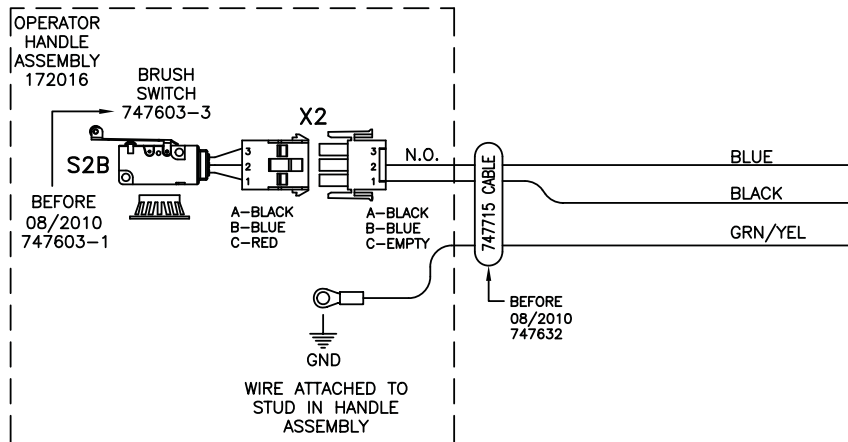 OPERATOR
HANDLE
ASSEMBLY
172016
BRUSH
SWITCH
747603-3
X2
S2B
3
2
1
3
2
1
N.O.
BEFORE
08/2010
747603-1
A-BLACK
B-BLUE
C-RED
A-BLACK
B-BLUE
C-EMPTY
747715 CABLE
BLUE
BLACK
GRN/YEL
BEFORE
08/2010
747632
GND
WIRE ATTACHED TO
STUD IN HANDLE
ASSEMBLY